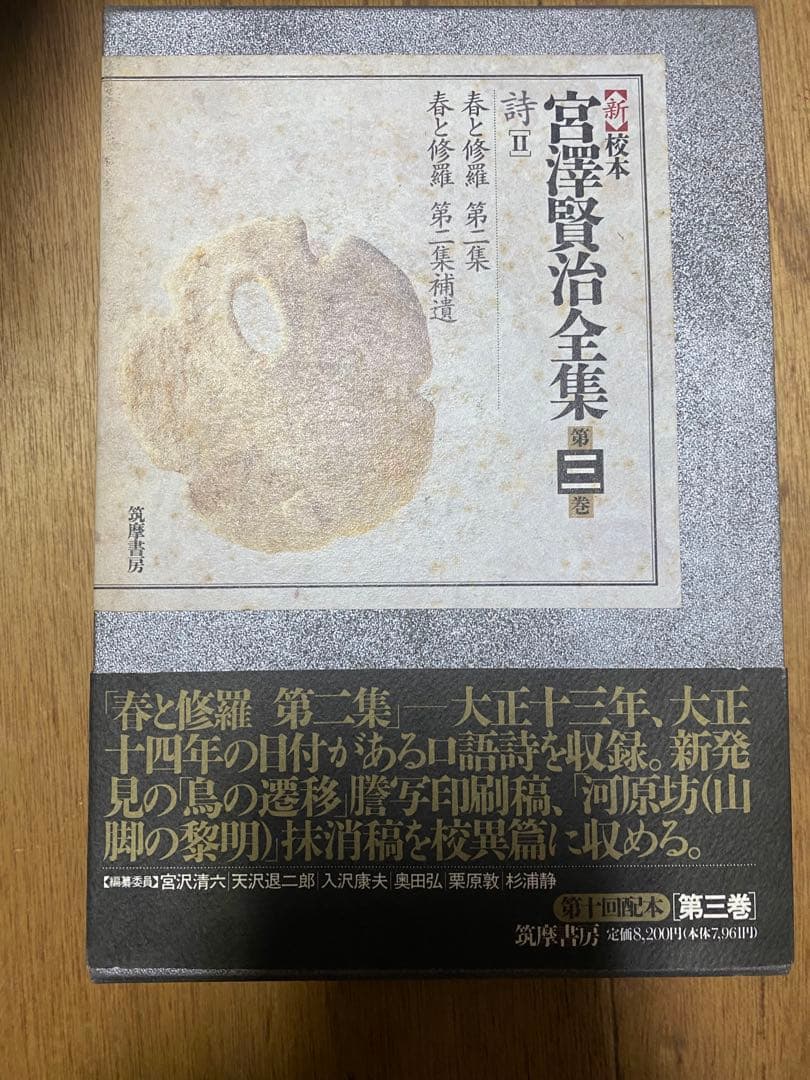 【新】校本
宮澤賢治全集
第三巻
詩[Ⅱ]
春と修羅 第二集
春と修羅 第二集補遺
筑摩書房
「春と修羅 第二集」―大正十三年、大正
十四年の日付がある口語詩を収録。新発
見の「鳥の遷移」謄写印刷稿、「河原坊(山
脚の黎明)」抹消稿を校異篇に収める。
【編纂委員】宮沢清六|天沢退二郎|入沢康夫|奥田弘|栗原敦|杉浦静
第十回配本[第三巻]
筑摩書房 定価8,200円(本体7,961円)